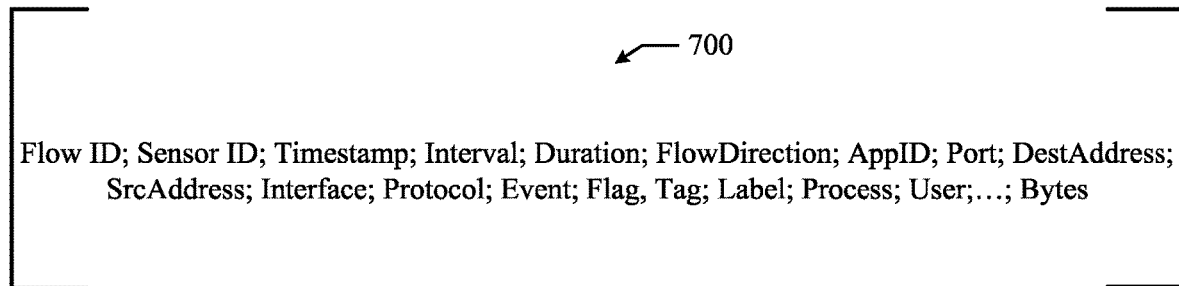 700
Flow ID; Sensor ID; Timestamp; Interval; Duration; FlowDirection; AppID; Port; DestAddress;
SrcAddress; Interface; Protocol; Event; Flag, Tag; Label; Process; User;…; Bytes